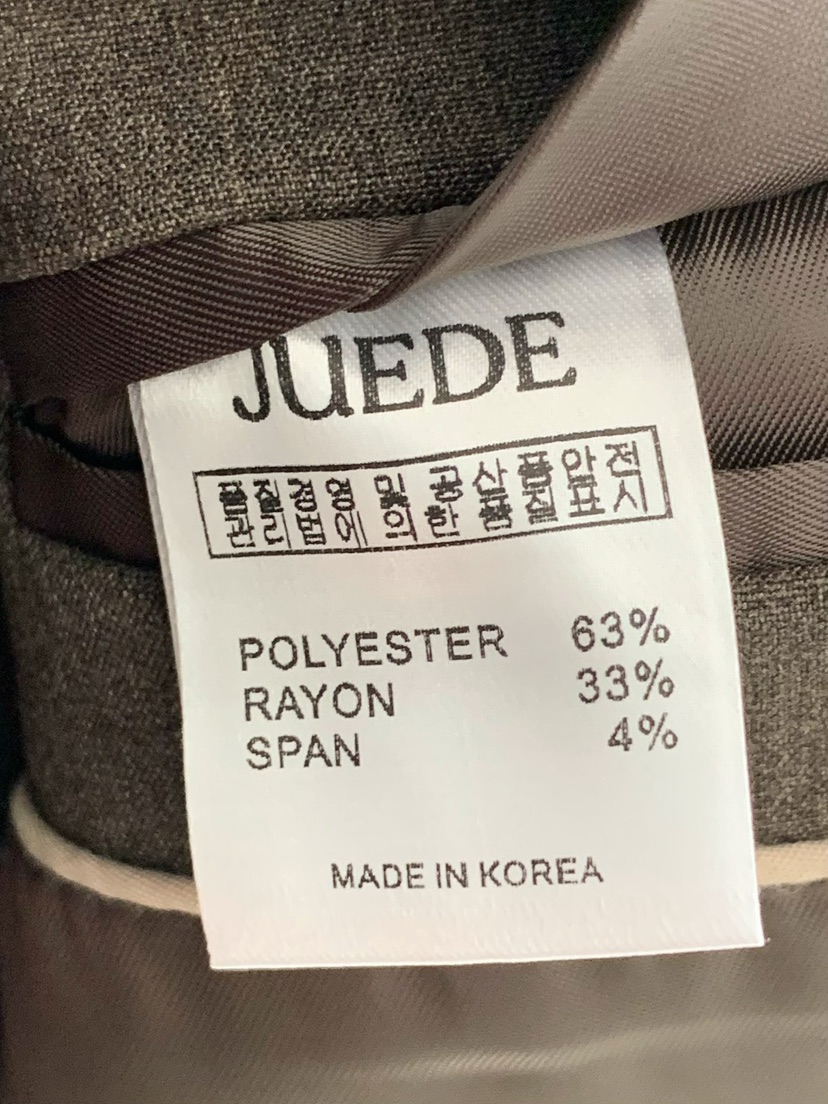 JUEDE
품질경영 및 공산품안전
관리법에 의한 품질표시
POLYESTER 63%
RAYON 33%
SPAN 4%
MADE IN KOREA